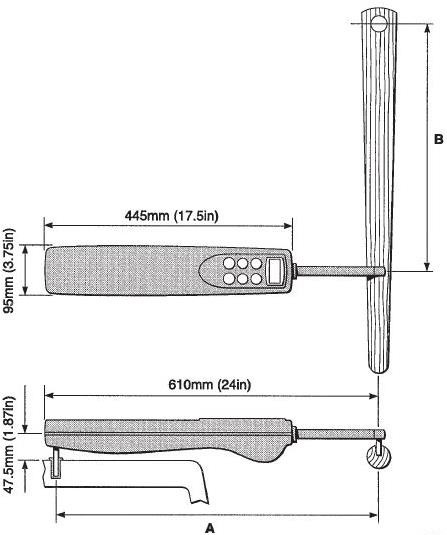 445mm (17.5in)
B
95mm (3.75in)
610mm (24in)
47.5mm (1.87in)
A